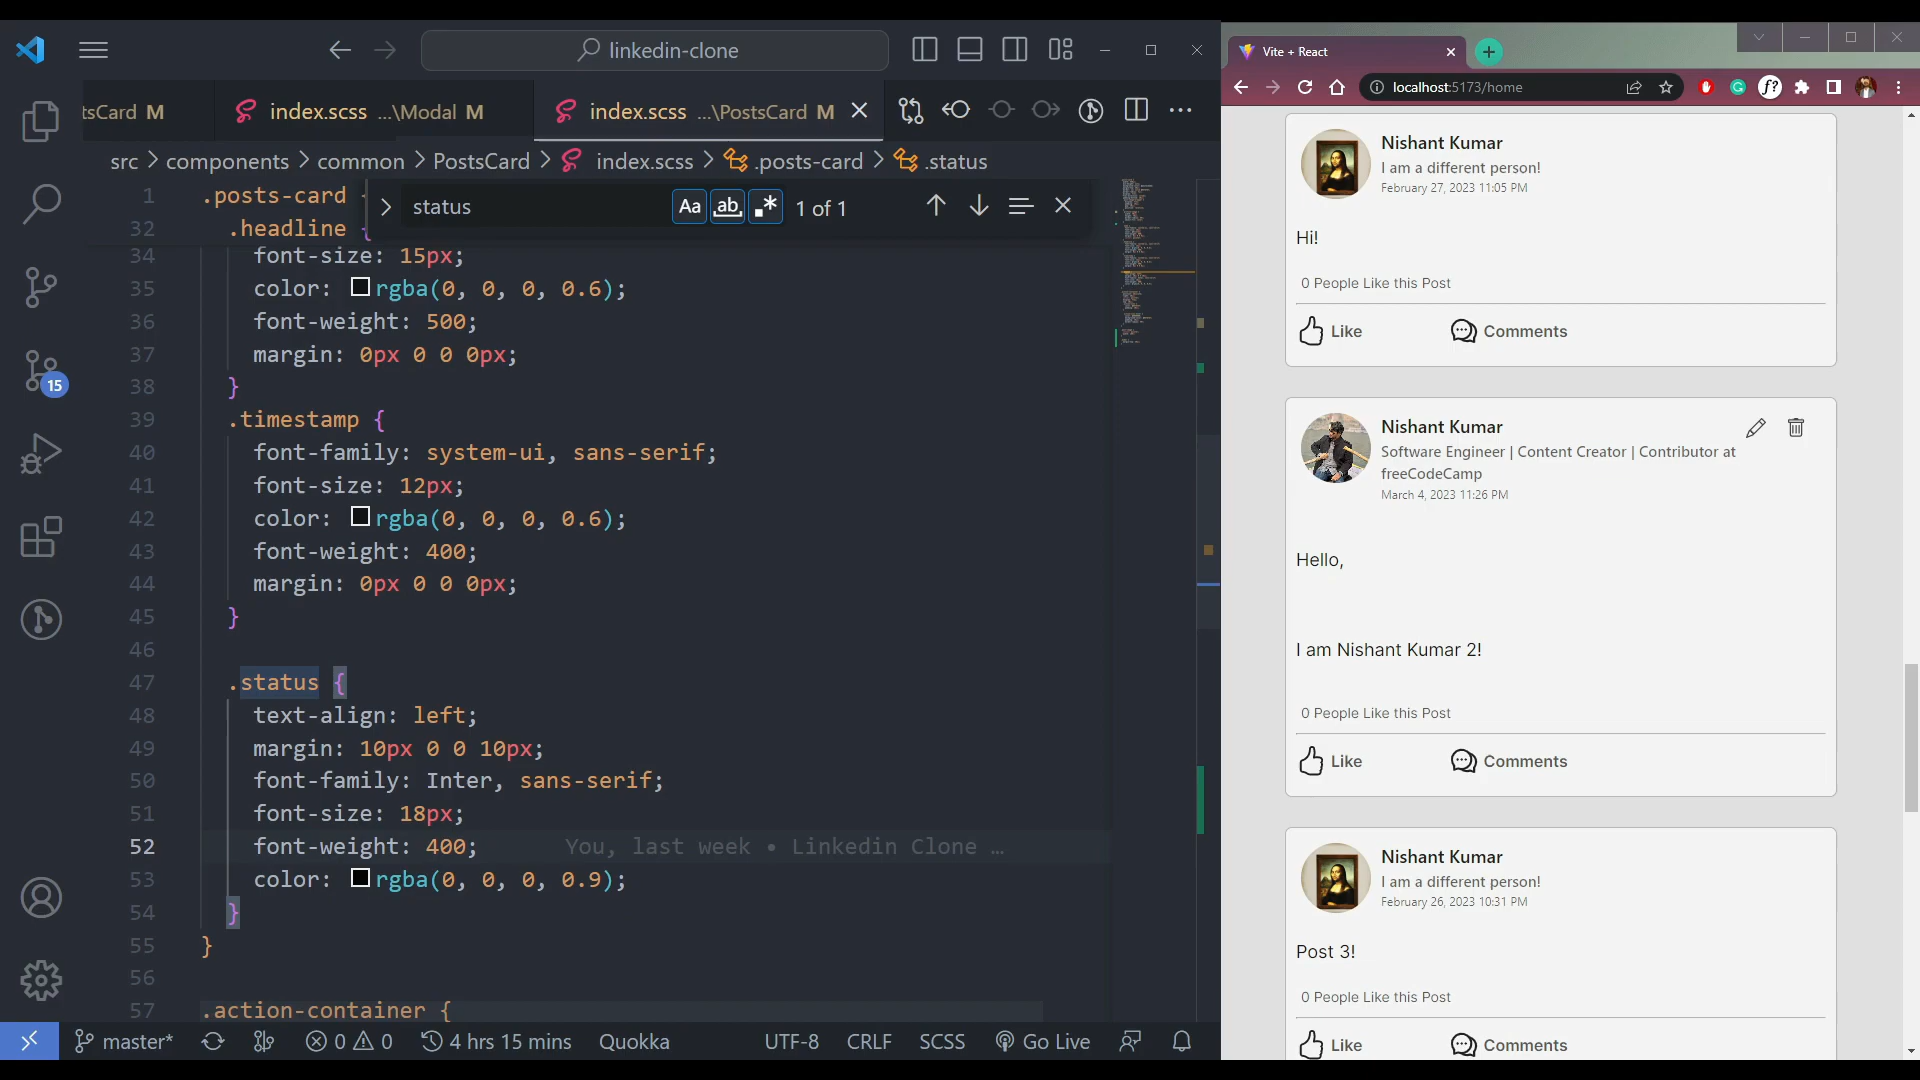 linkedin-clone
tsCard M
index.scss ...\Modal M
index.scss ...\PostsCard M
src > components > common > PostsCard > index.scss > .posts-card > .status
status
Aa ab .* 1 of 1
1 .posts-card {
32 .headline {
34 font-size: 15px;
35 color: rgba(0, 0, 0, 0.6);
36 font-weight: 500;
37 margin: 0px 0 0 0px;
38 }
39 .timestamp {
40 font-family: system-ui, sans-serif;
41 font-size: 12px;
42 color: rgba(0, 0, 0, 0.6);
43 font-weight: 400;
44 margin: 0px 0 0 0px;
45 }
46
47 .status {
48 text-align: left;
49 margin: 10px 0 0 10px;
50 font-family: Inter, sans-serif;
51 font-size: 18px;
52 font-weight: 400; You, last week • Linkedin Clone …
53 color: rgba(0, 0, 0, 0.9);
54 }
55 }
56
57 .action-container {
15
master* 0 0 4 hrs 15 mins Quokka UTF-8 CRLF SCSS Go Live
Vite + React
localhost:5173/home
Nishant Kumar
I am a different person!
February 27, 2023 11:05 PM
Hi!
0 People Like this Post
Like Comments
Nishant Kumar
Software Engineer | Content Creator | Contributor at
freeCodeCamp
March 4, 2023 11:26 PM
Hello,
I am Nishant Kumar 2!
0 People Like this Post
Like Comments
Nishant Kumar
I am a different person!
February 26, 2023 10:31 PM
Post 3!
0 People Like this Post
Like Comments